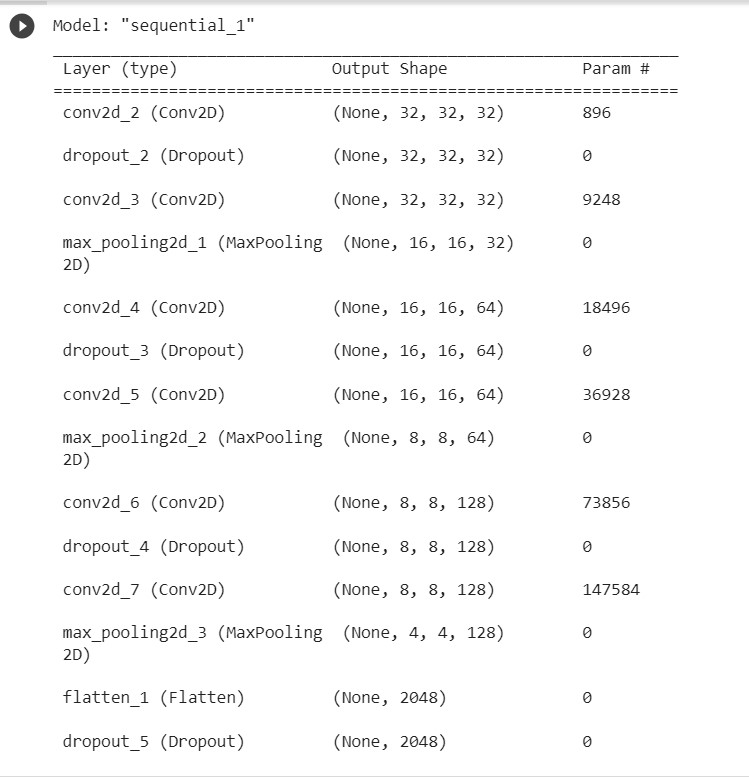 Model: "sequential_1"
Layer (type) Output Shape Param #
conv2d_2 (Conv2D) (None, 32, 32, 32) 896
dropout_2 (Dropout) (None, 32, 32, 32) 0
conv2d_3 (Conv2D) (None, 32, 32, 32) 9248
max_pooling2d_1 (MaxPooling (None, 16, 16, 32) 0
2D)
conv2d_4 (Conv2D) (None, 16, 16, 64) 18496
dropout_3 (Dropout) (None, 16, 16, 64) 0
conv2d_5 (Conv2D) (None, 16, 16, 64) 36928
max_pooling2d_2 (MaxPooling (None, 8, 8, 64) 0
2D)
conv2d_6 (Conv2D) (None, 8, 8, 128) 73856
dropout_4 (Dropout) (None, 8, 8, 128) 0
conv2d_7 (Conv2D) (None, 8, 8, 128) 147584
max_pooling2d_3 (MaxPooling (None, 4, 4, 128) 0
2D)
flatten_1 (Flatten) (None, 2048) 0
dropout_5 (Dropout) (None, 2048) 0